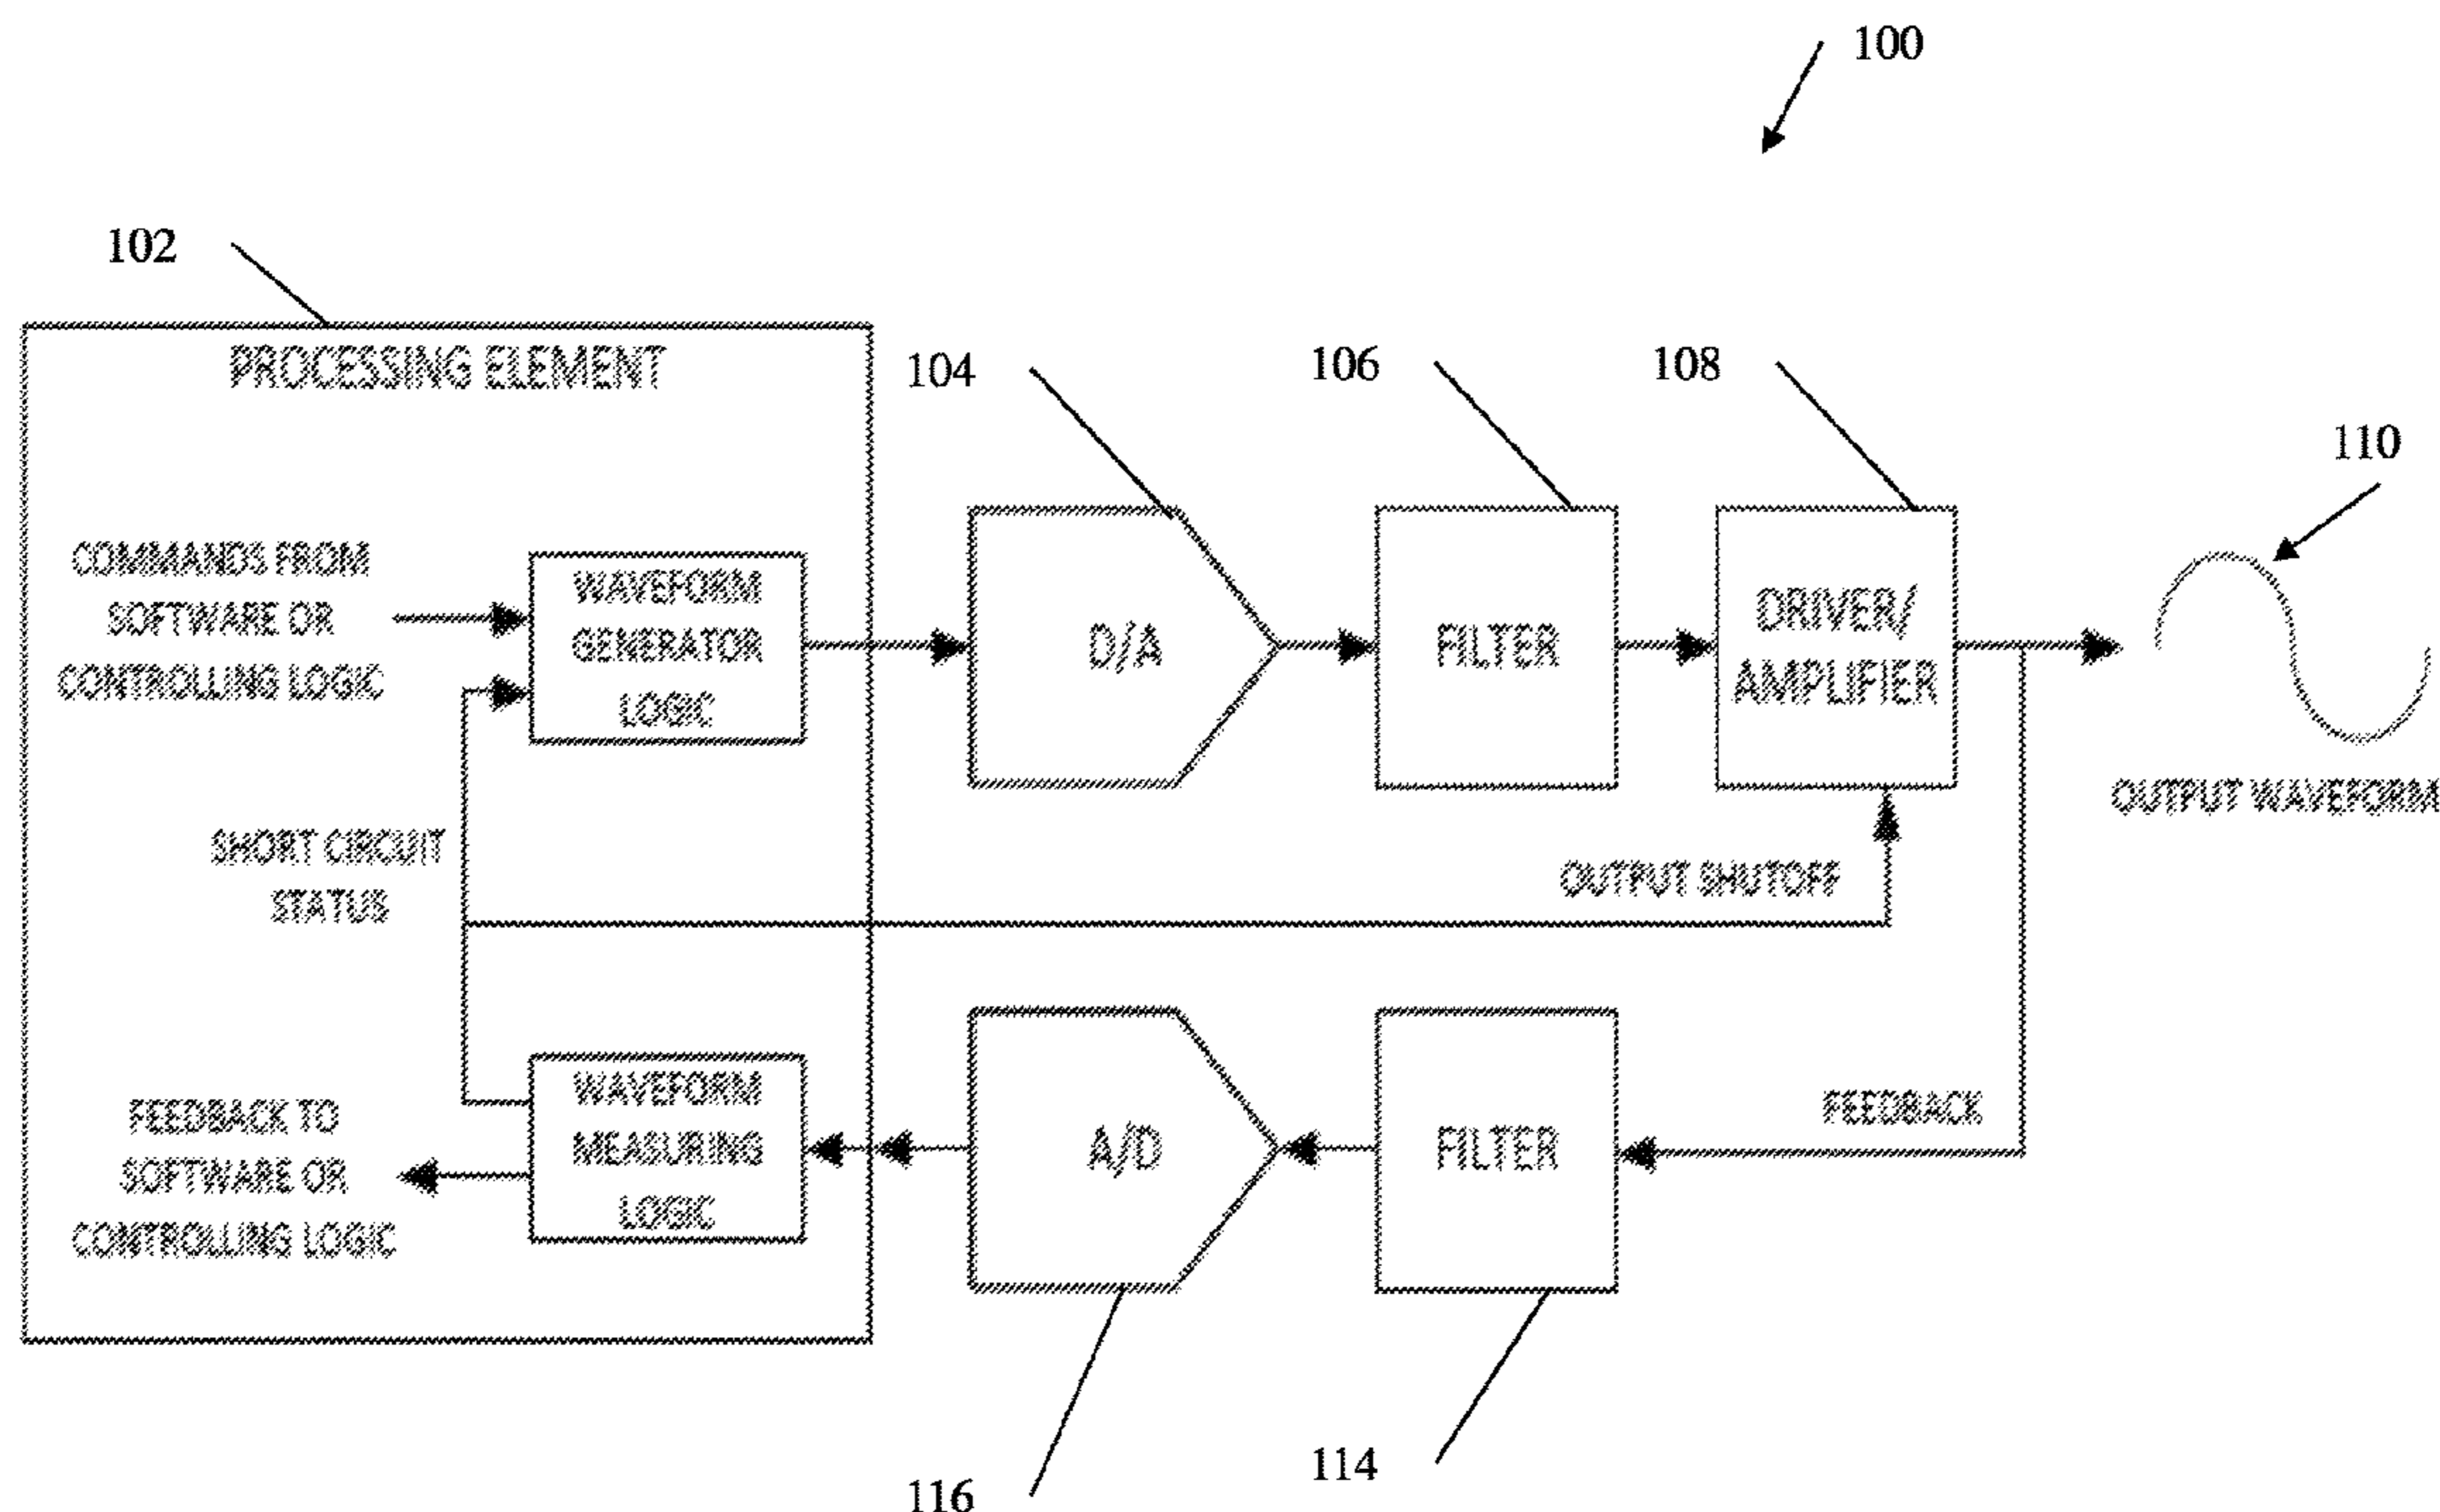 100
102
PROCESSING ELEMENT
104
106
108
110
COMMANDS FROM
SOFTWARE OR
CONTROLLING LOGIC
WAVEFORM
GENERATOR
LOGIC
D/A
FILTER
DRIVER/
AMPLIFIER
OUTPUT WAVEFORM
SHORT CIRCUIT
STATUS
OUTPUT SHUTOFF
FEEDBACK TO
SOFTWARE OR
CONTROLLING LOGIC
WAVEFORM
MEASURING
LOGIC
A/D
FILTER
FEEDBACK
114
116